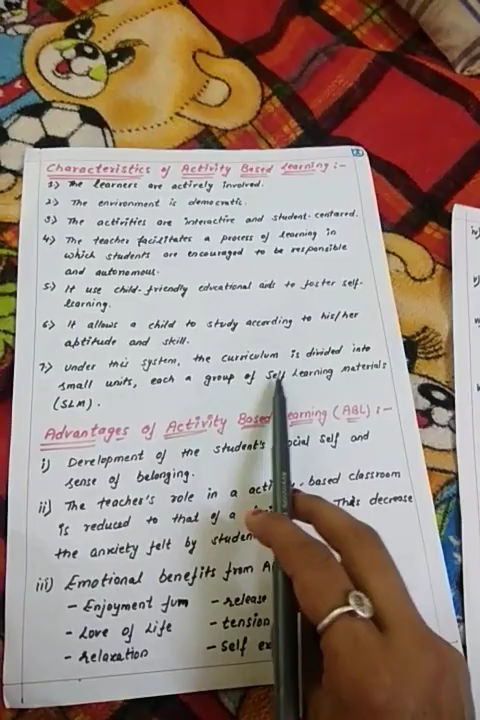 Characteristics of Activity Based Learning :-
1.) The learners are actively involved.
2.) The environment is democratic.
3.) The activities are interactive and student-centared.
4.) The teacher facilitates a process of learning in
which students are encouraged to be responsible
and autonomous.
5.) It use child-friendly educational aids to foster self-
learning.
6.) It allows a child to study according to his/her
aptitude and skill.
7.) Under this system, the curriculum is divided into
small units, each a group of Self Learning materials
(SLM).
Advantages of Activity Based Learning (ABL) :-
i) Development of the student's social self and
sense of belonging.
ii) The teacher's role in a based classroom
is reduced to that of a This decrease
the anxiety felt by
iii) Emotional benefits from
- Enjoyment fum - release
- Love of Life - tension
- relaxation - Self